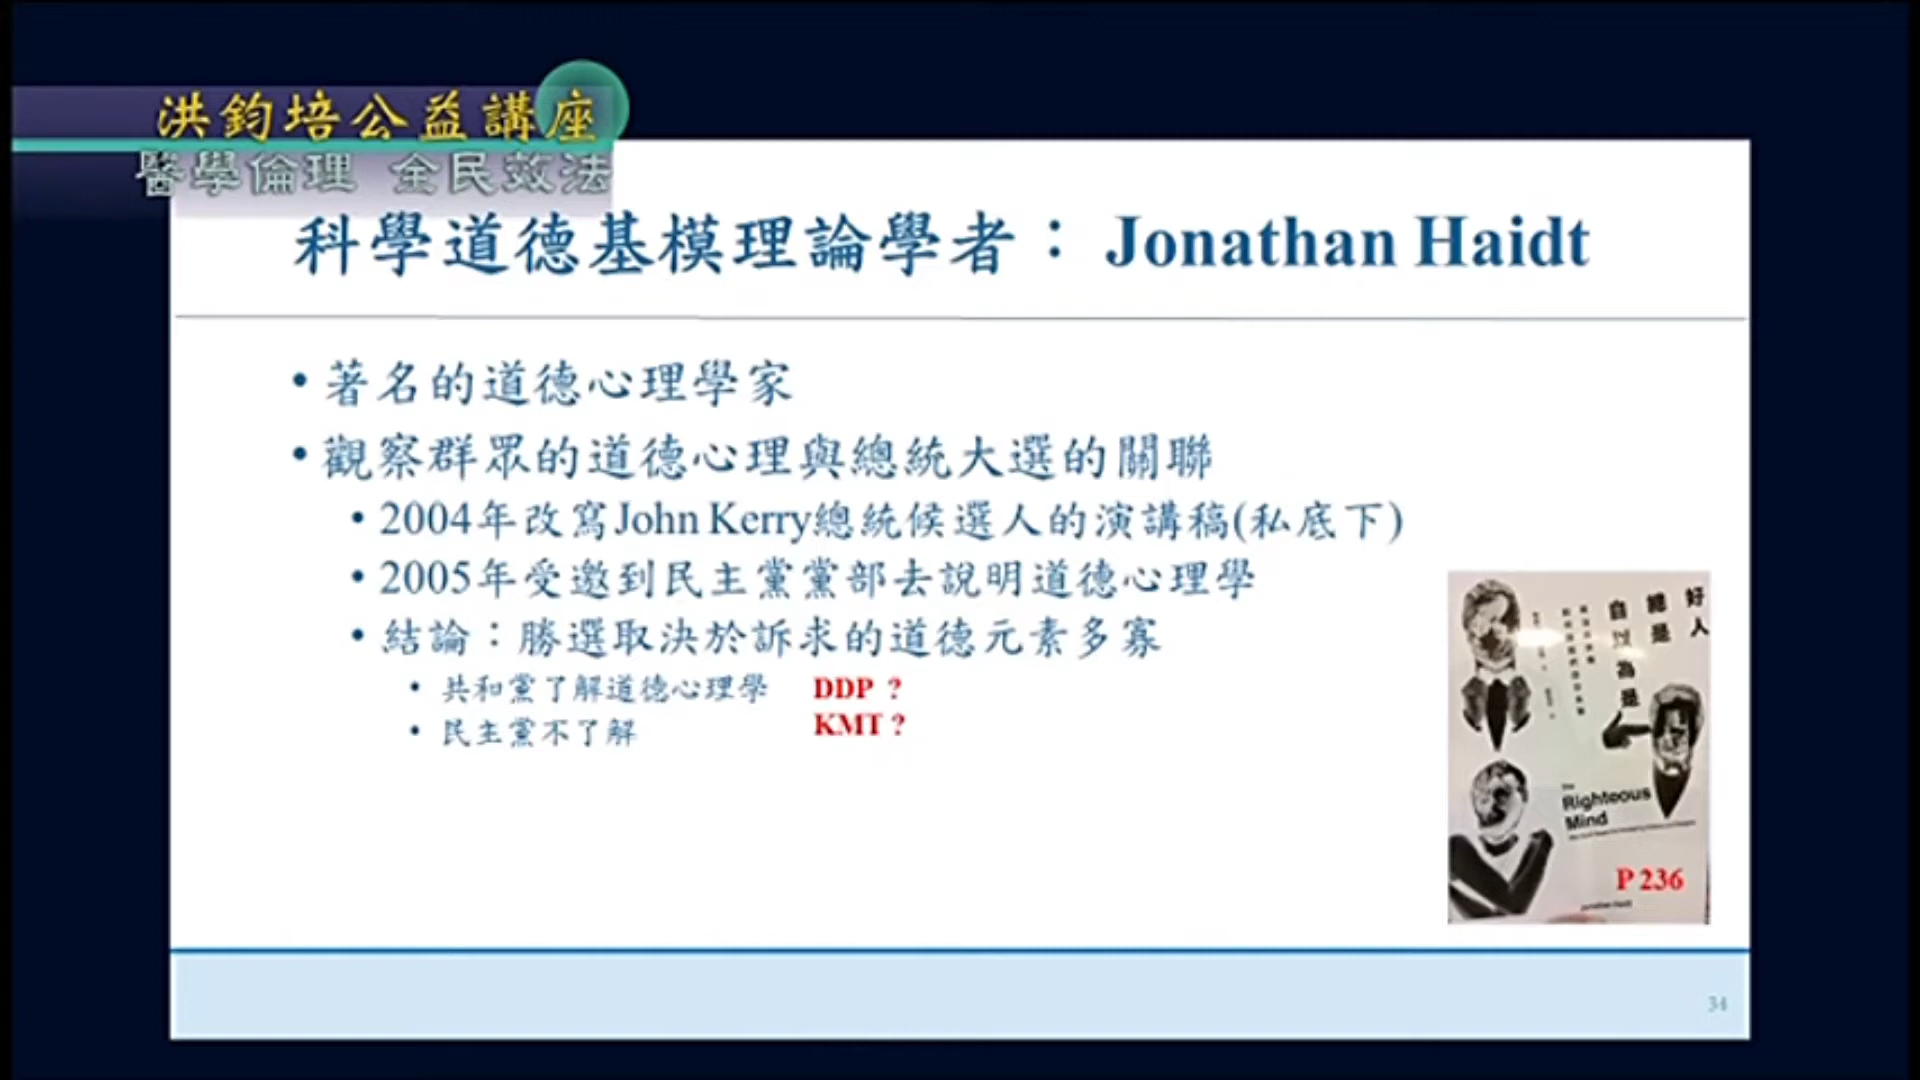 洪鈞培公益講座
醫學倫理 全民效法
科學道德基模理論學者：Jonathan Haidt
•著名的道德心理學家
•觀察群眾的道德心理與總統大選的關聯
•2004年改寫John Kerry總統候選人的演講稿(私底下)
•2005年受邀到民主黨黨部去說明道德心理學
•結論：勝選取決於訴求的道德元素多寡
•共和黨了解道德心理學 DDP ?
•民主黨不了解 KMT ?
好人
總是
自以為是
The
Righteous
Mind
P 236
Jonathan Haidt
34